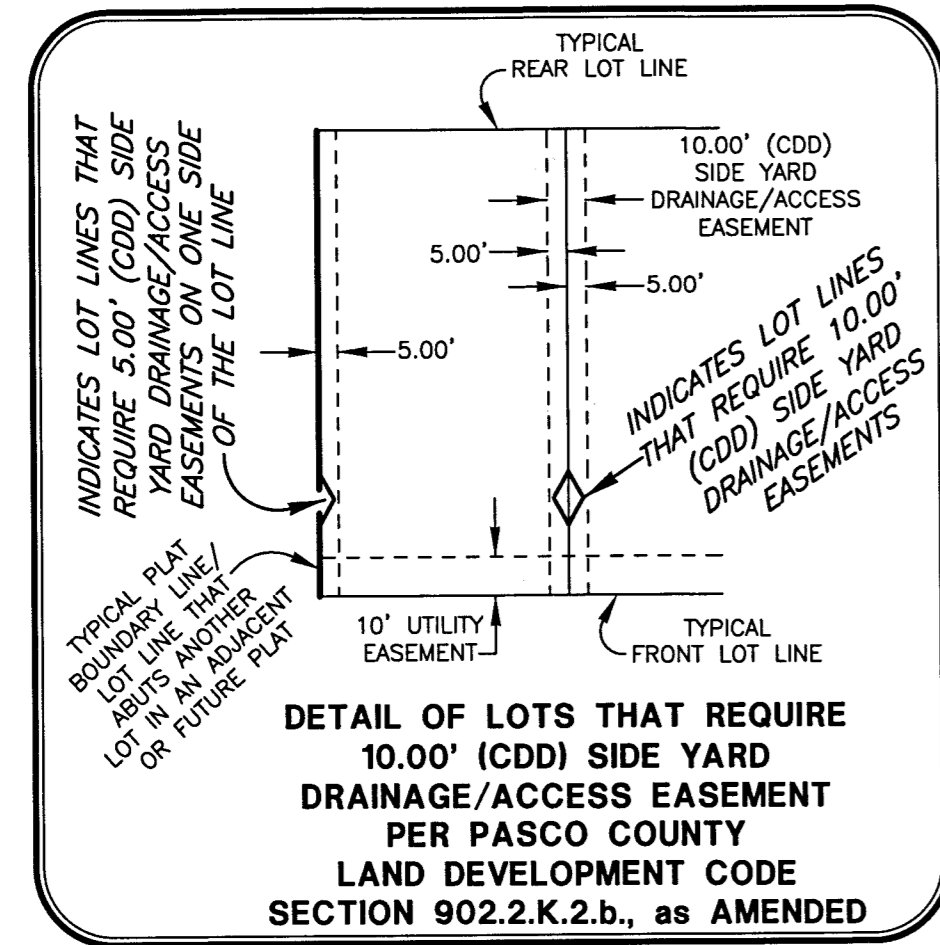 TYPICAL
REAR LOT LINE
INDICATES LOT LINES THAT
REQUIRE 5.00' (CDD) SIDE
YARD DRAINAGE/ACCESS
EASEMENTS ON ONE SIDE
OF THE LOT LINE
10.00' (CDD)
SIDE YARD
DRAINAGE/ACCESS
EASEMENT
5.00'
5.00'
5.00'
INDICATES LOT LINES
THAT REQUIRE 10.00'
(CDD) SIDE YARD
DRAINAGE/ACCESS
EASEMENTS
TYPICAL PLAT
BOUNDARY LINE/
LOT LINE THAT
ABUTS ANOTHER
LOT IN AN ADJACENT
OR FUTURE PLAT
10' UTILITY
EASEMENT
TYPICAL
FRONT LOT LINE
DETAIL OF LOTS THAT REQUIRE
10.00' (CDD) SIDE YARD
DRAINAGE/ACCESS EASEMENT
PER PASCO COUNTY
LAND DEVELOPMENT CODE
SECTION 902.2.K.2.b., as AMENDED